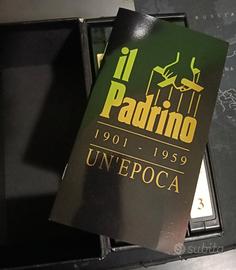 il
Padrino
1901 - 1959
UN'EPOCA
3
subito